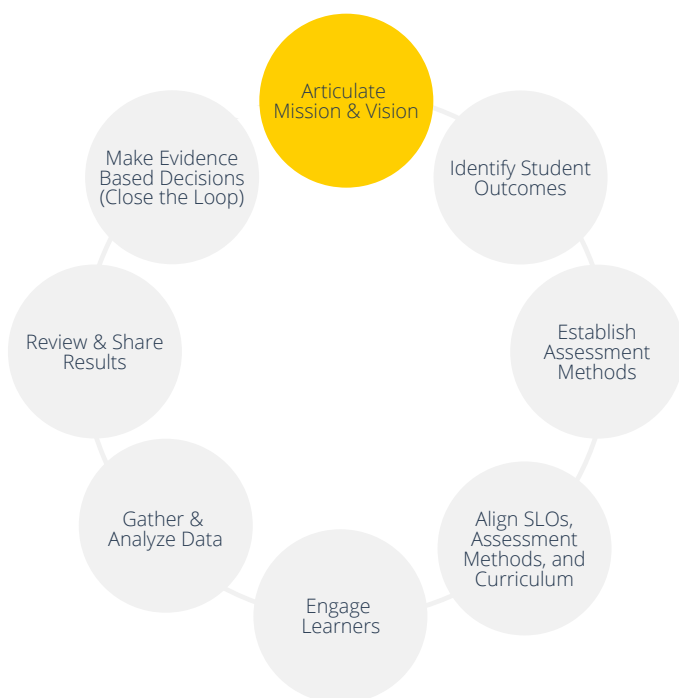 Articulate
Mission & Vision
Identify Student
Outcomes
Establish
Assessment
Methods
Align SLOs,
Assessment
Methods, and
Curriculum
Engage
Learners
Gather &
Analyze Data
Review & Share
Results
Make Evidence
Based Decisions
(Close the Loop)